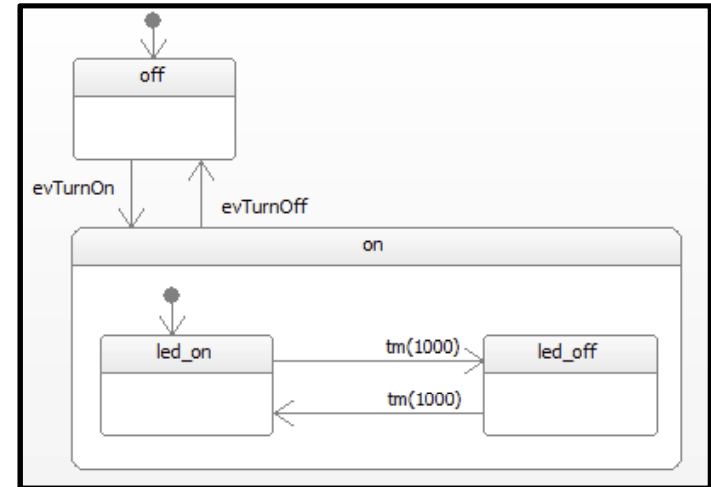 off
evTurnOn
evTurnOff
on
led_on
tm(1000)
led_off
tm(1000)